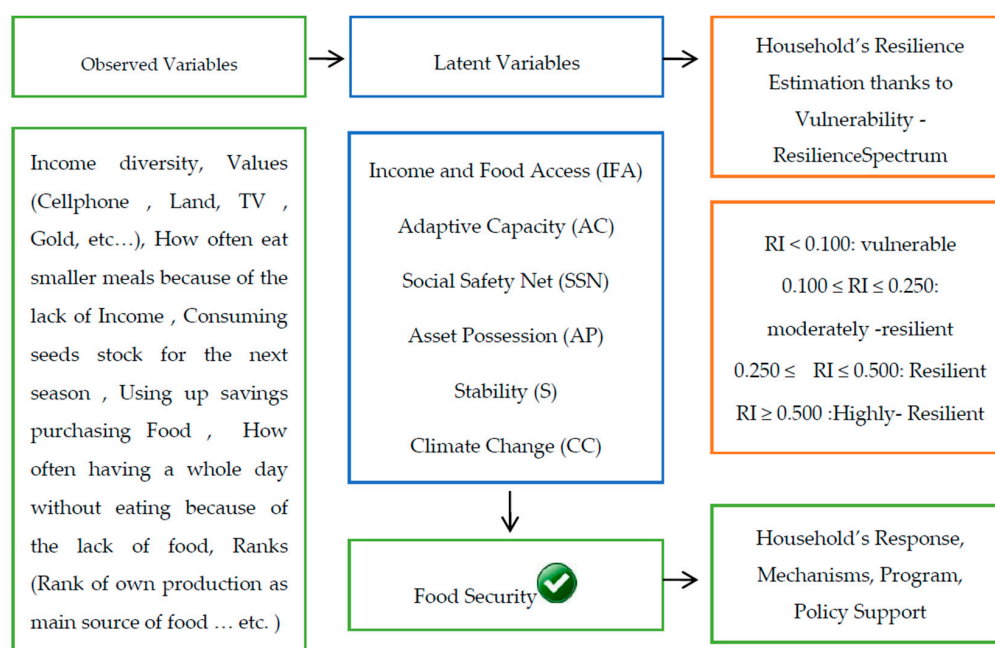 Observed Variables
Latent Variables
Household's Resilience
Estimation thanks to
Vulnerability -
ResilienceSpectrum
Income diversity, Values
(Cellphone , Land, TV ,
Gold, etc…), How often eat
smaller meals because of the
lack of Income , Consuming
seeds stock for the next
season , Using up savings
purchasing Food , How
often having a whole day
without eating because of
the lack of food, Ranks
(Rank of own production as
main source of food … etc. )
Income and Food Access (IFA)
Adaptive Capacity (AC)
Social Safety Net (SSN)
Asset Possession (AP)
Stability (S)
Climate Change (CC)
RI < 0.100: vulnerable
0.100 ≤ RI ≤ 0.250:
moderately -resilient
0.250 ≤ RI ≤ 0.500: Resilient
RI ≥ 0.500 :Highly- Resilient
Food Security
Household's Response,
Mechanisms, Program,
Policy Support